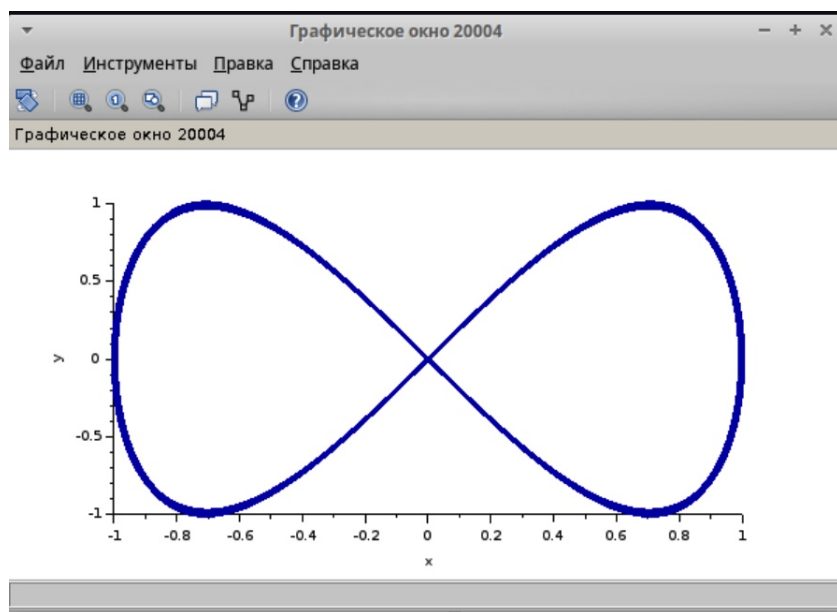 Графическое окно 20004
Файл Инструменты Правка Справка
Графическое окно 20004
1
0.5
y 0
-0.5
-1
-1 -0.8 -0.6 -0.4 -0.2 0 0.2 0.4 0.6 0.8 1
x